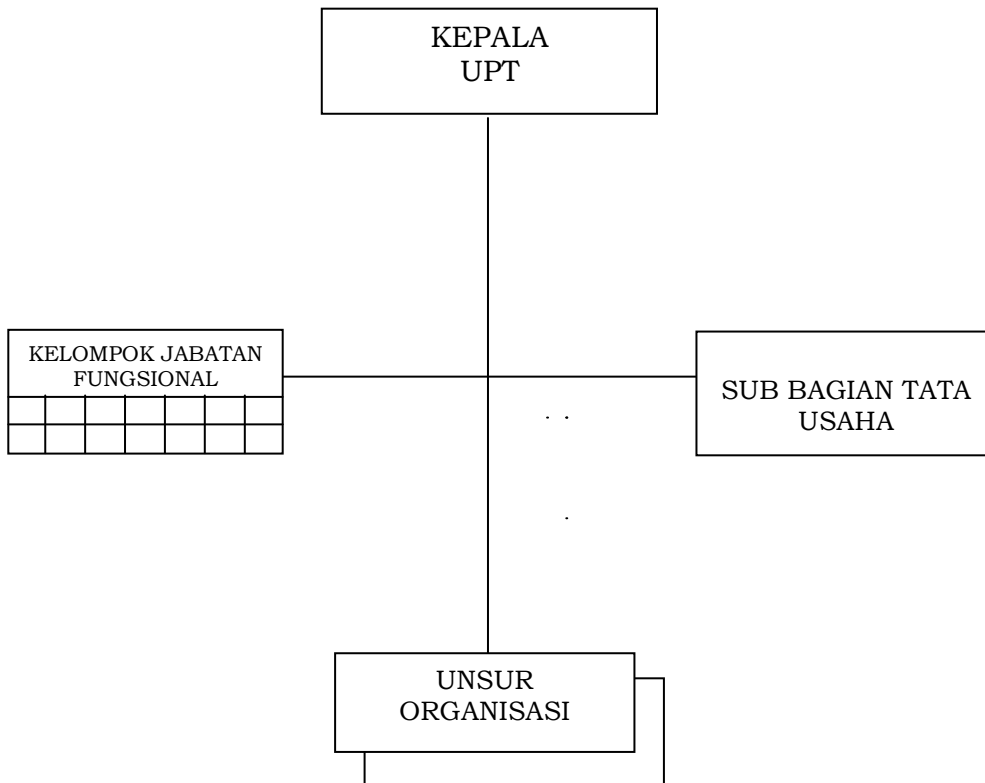 KEPALA
UPT
KELOMPOK JABATAN
FUNGSIONAL
SUB BAGIAN TATA
USAHA
UNSUR
ORGANISASI